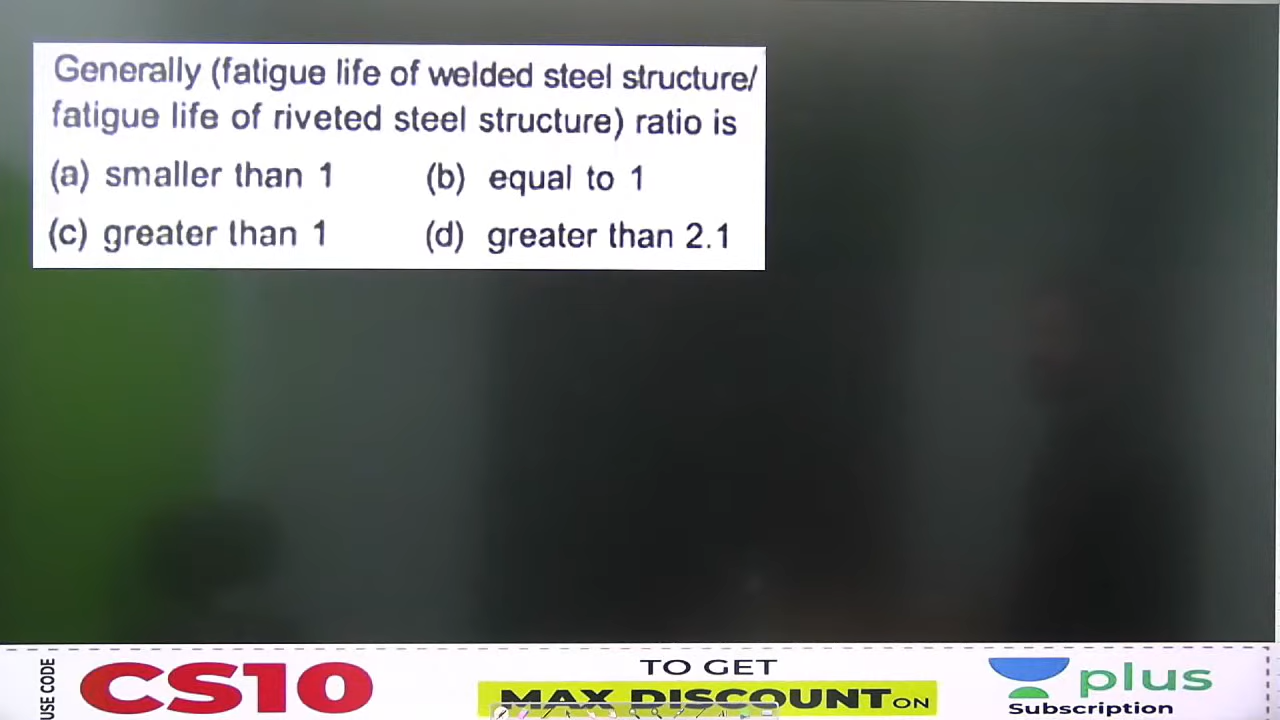 Generally (fatigue life of welded steel structure/
fatigue life of riveted steel structure) ratio is
(a) smaller than 1 (b) equal to 1
(c) greater than 1 (d) greater than 2.1
USE CODE
CS10
TO GET
MAX DISCOUNT ON
plus
Subscription